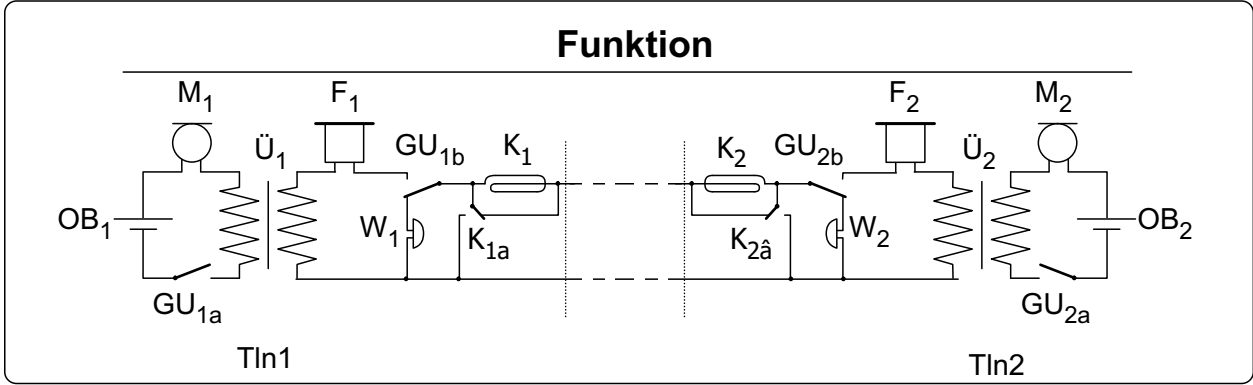 Funktion
M1 F1 F2 M2
Ü1 GU1b K1 K2 GU2b Ü2
OB1 W1 K1a K2â W2 OB2
GU1a GU2a
Tln1 Tln2